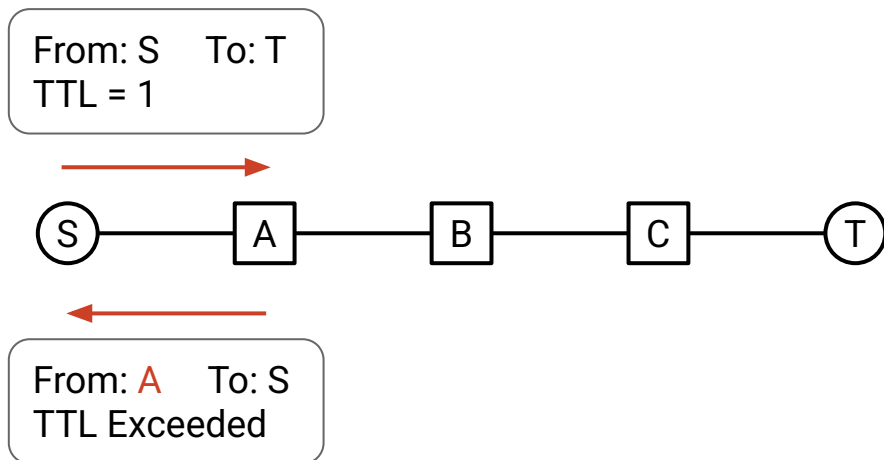 From: S To: T
TTL = 1
S A B C T
From: A To: S
TTL Exceeded